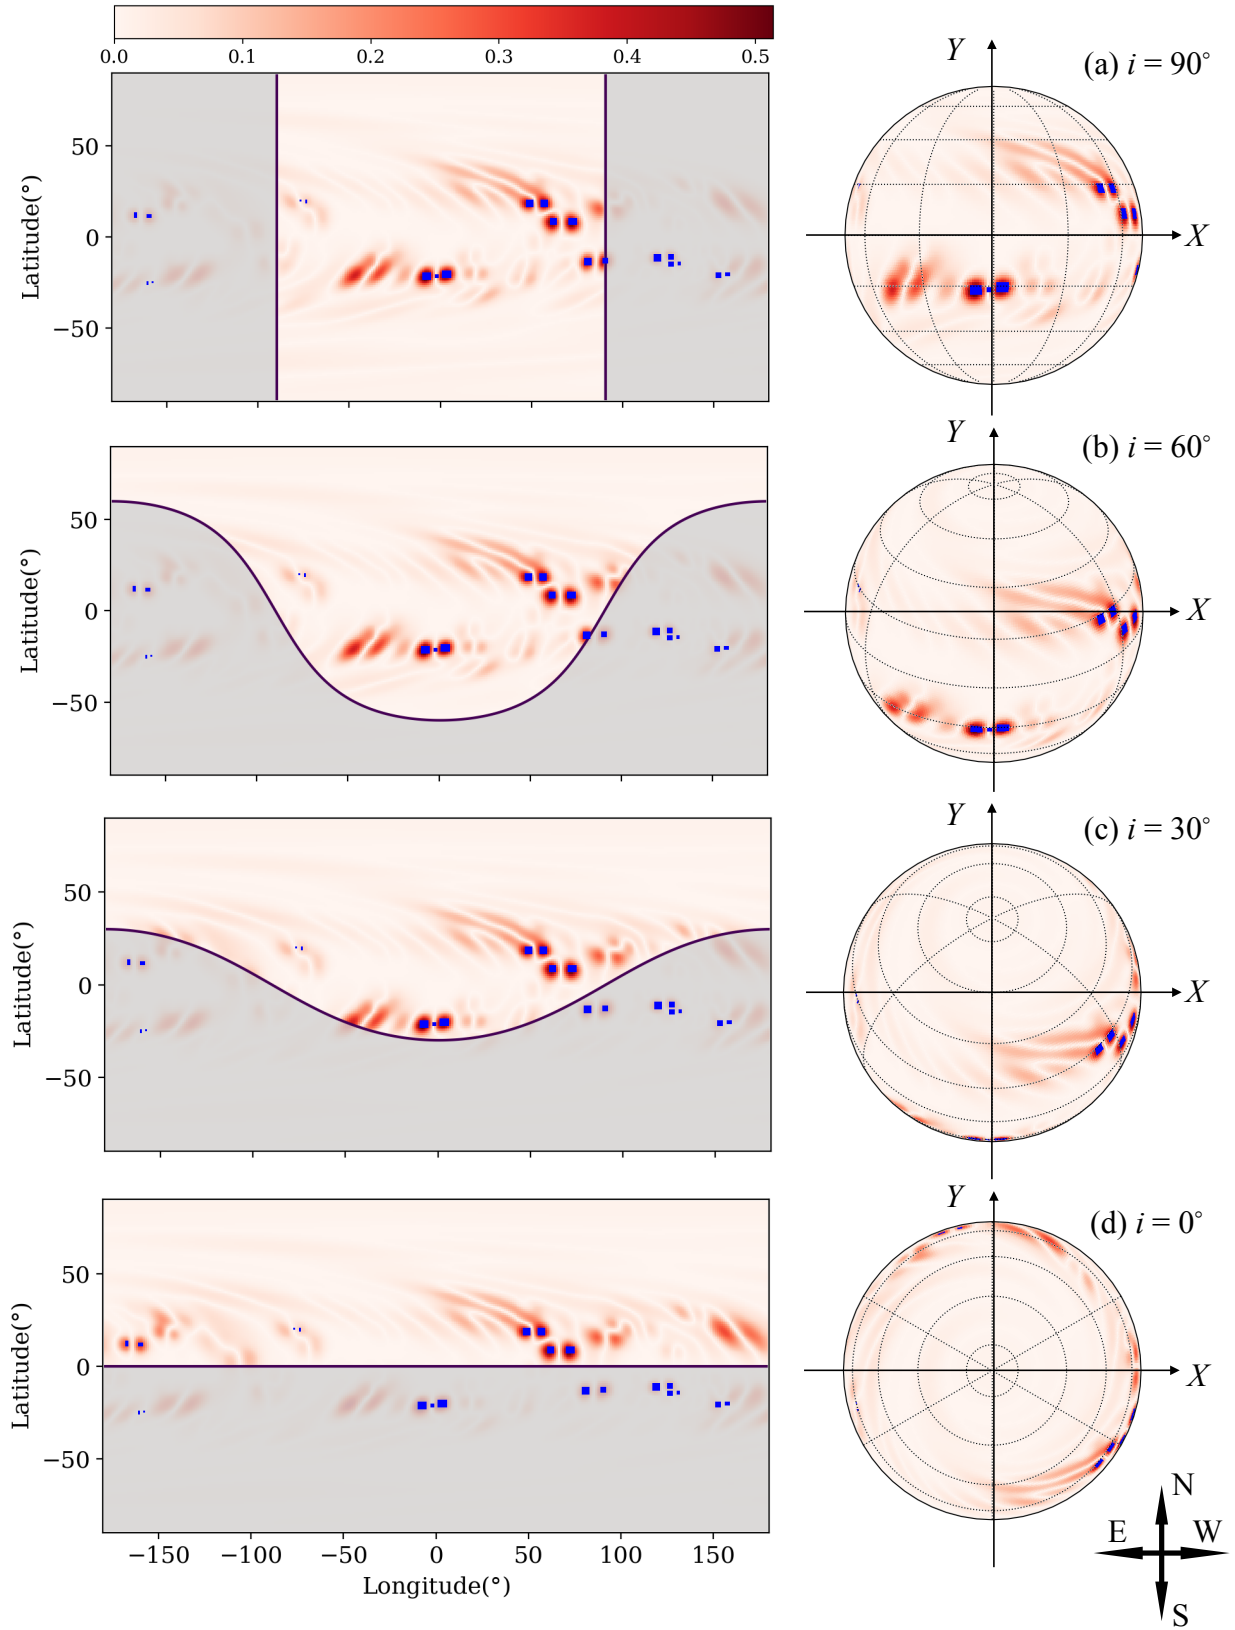 0.0 0.1 0.2 0.3 0.4 0.5
50
0
−50
Latitude(°)
Y
X
(a) i = 90°
50
0
−50
Latitude(°)
Y
X
(b) i = 60°
50
0
−50
Latitude(°)
Y
X
(c) i = 30°
50
0
−50
Latitude(°)
−150 −100 −50 0 50 100 150
Longitude(°)
Y
X
(d) i = 0°
N
E W
S